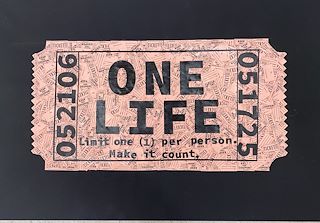 052106
ONE
LIFE
Limit one (1) per person.
Make it count.
051725